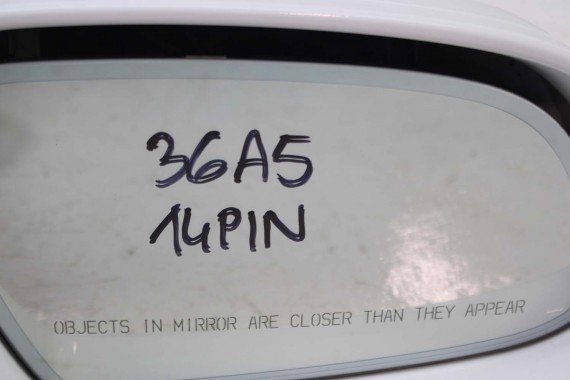 36A5
14PIN
OBJECTS IN MIRROR ARE CLOSER THAN THEY APPEAR